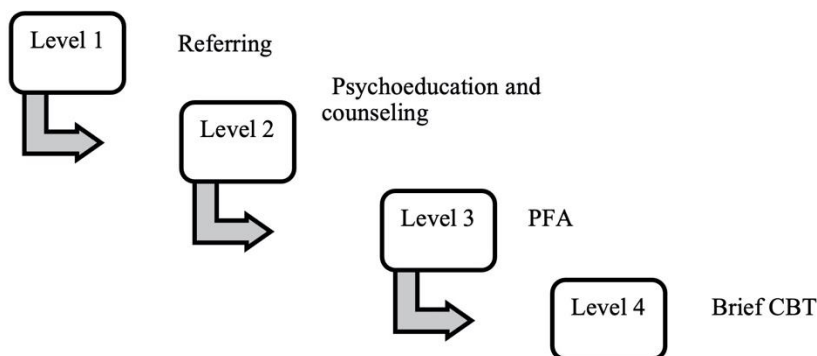 Level 1
Referring
Psychoeducation and
counseling
Level 2
Level 3
PFA
Level 4
Brief CBT